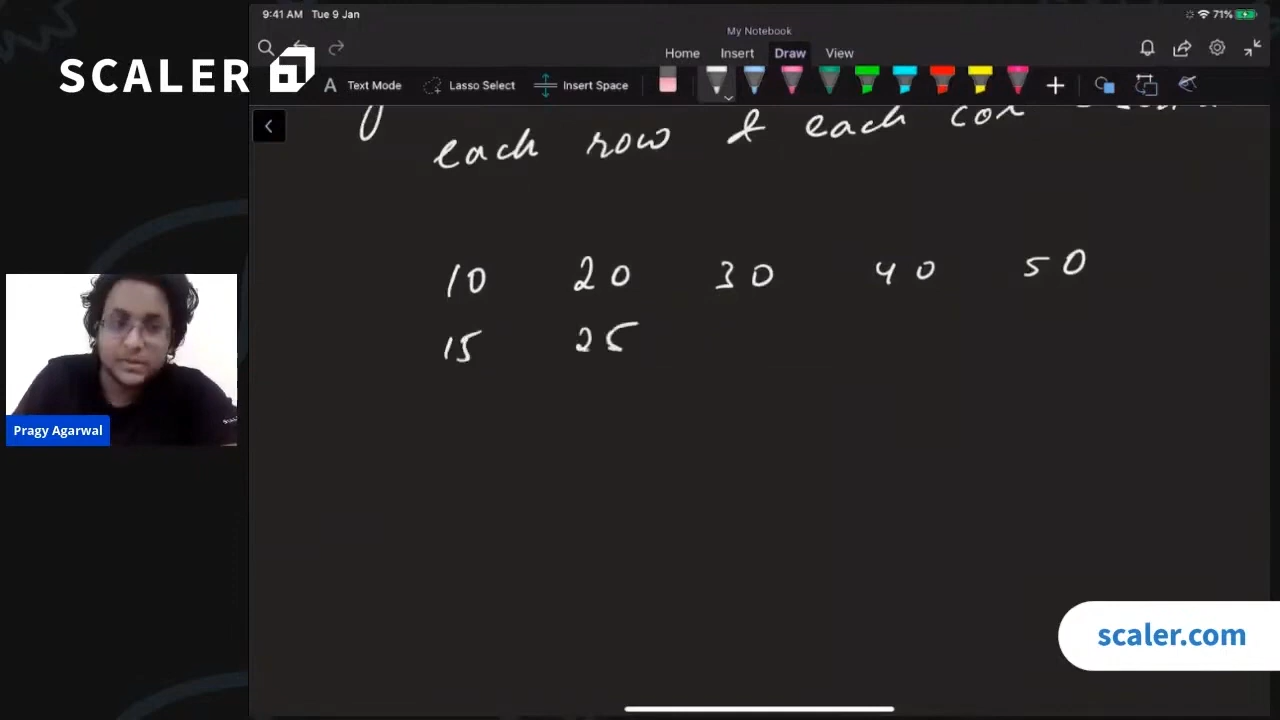 9:41 AM Tue 9 Jan
71%
My Notebook
SCALER
Home Insert Draw View
A Text Mode Lasso Select Insert Space +
each row & each col
10 20 30 40 50
15 25
Pragy Agarwal
scaler.com